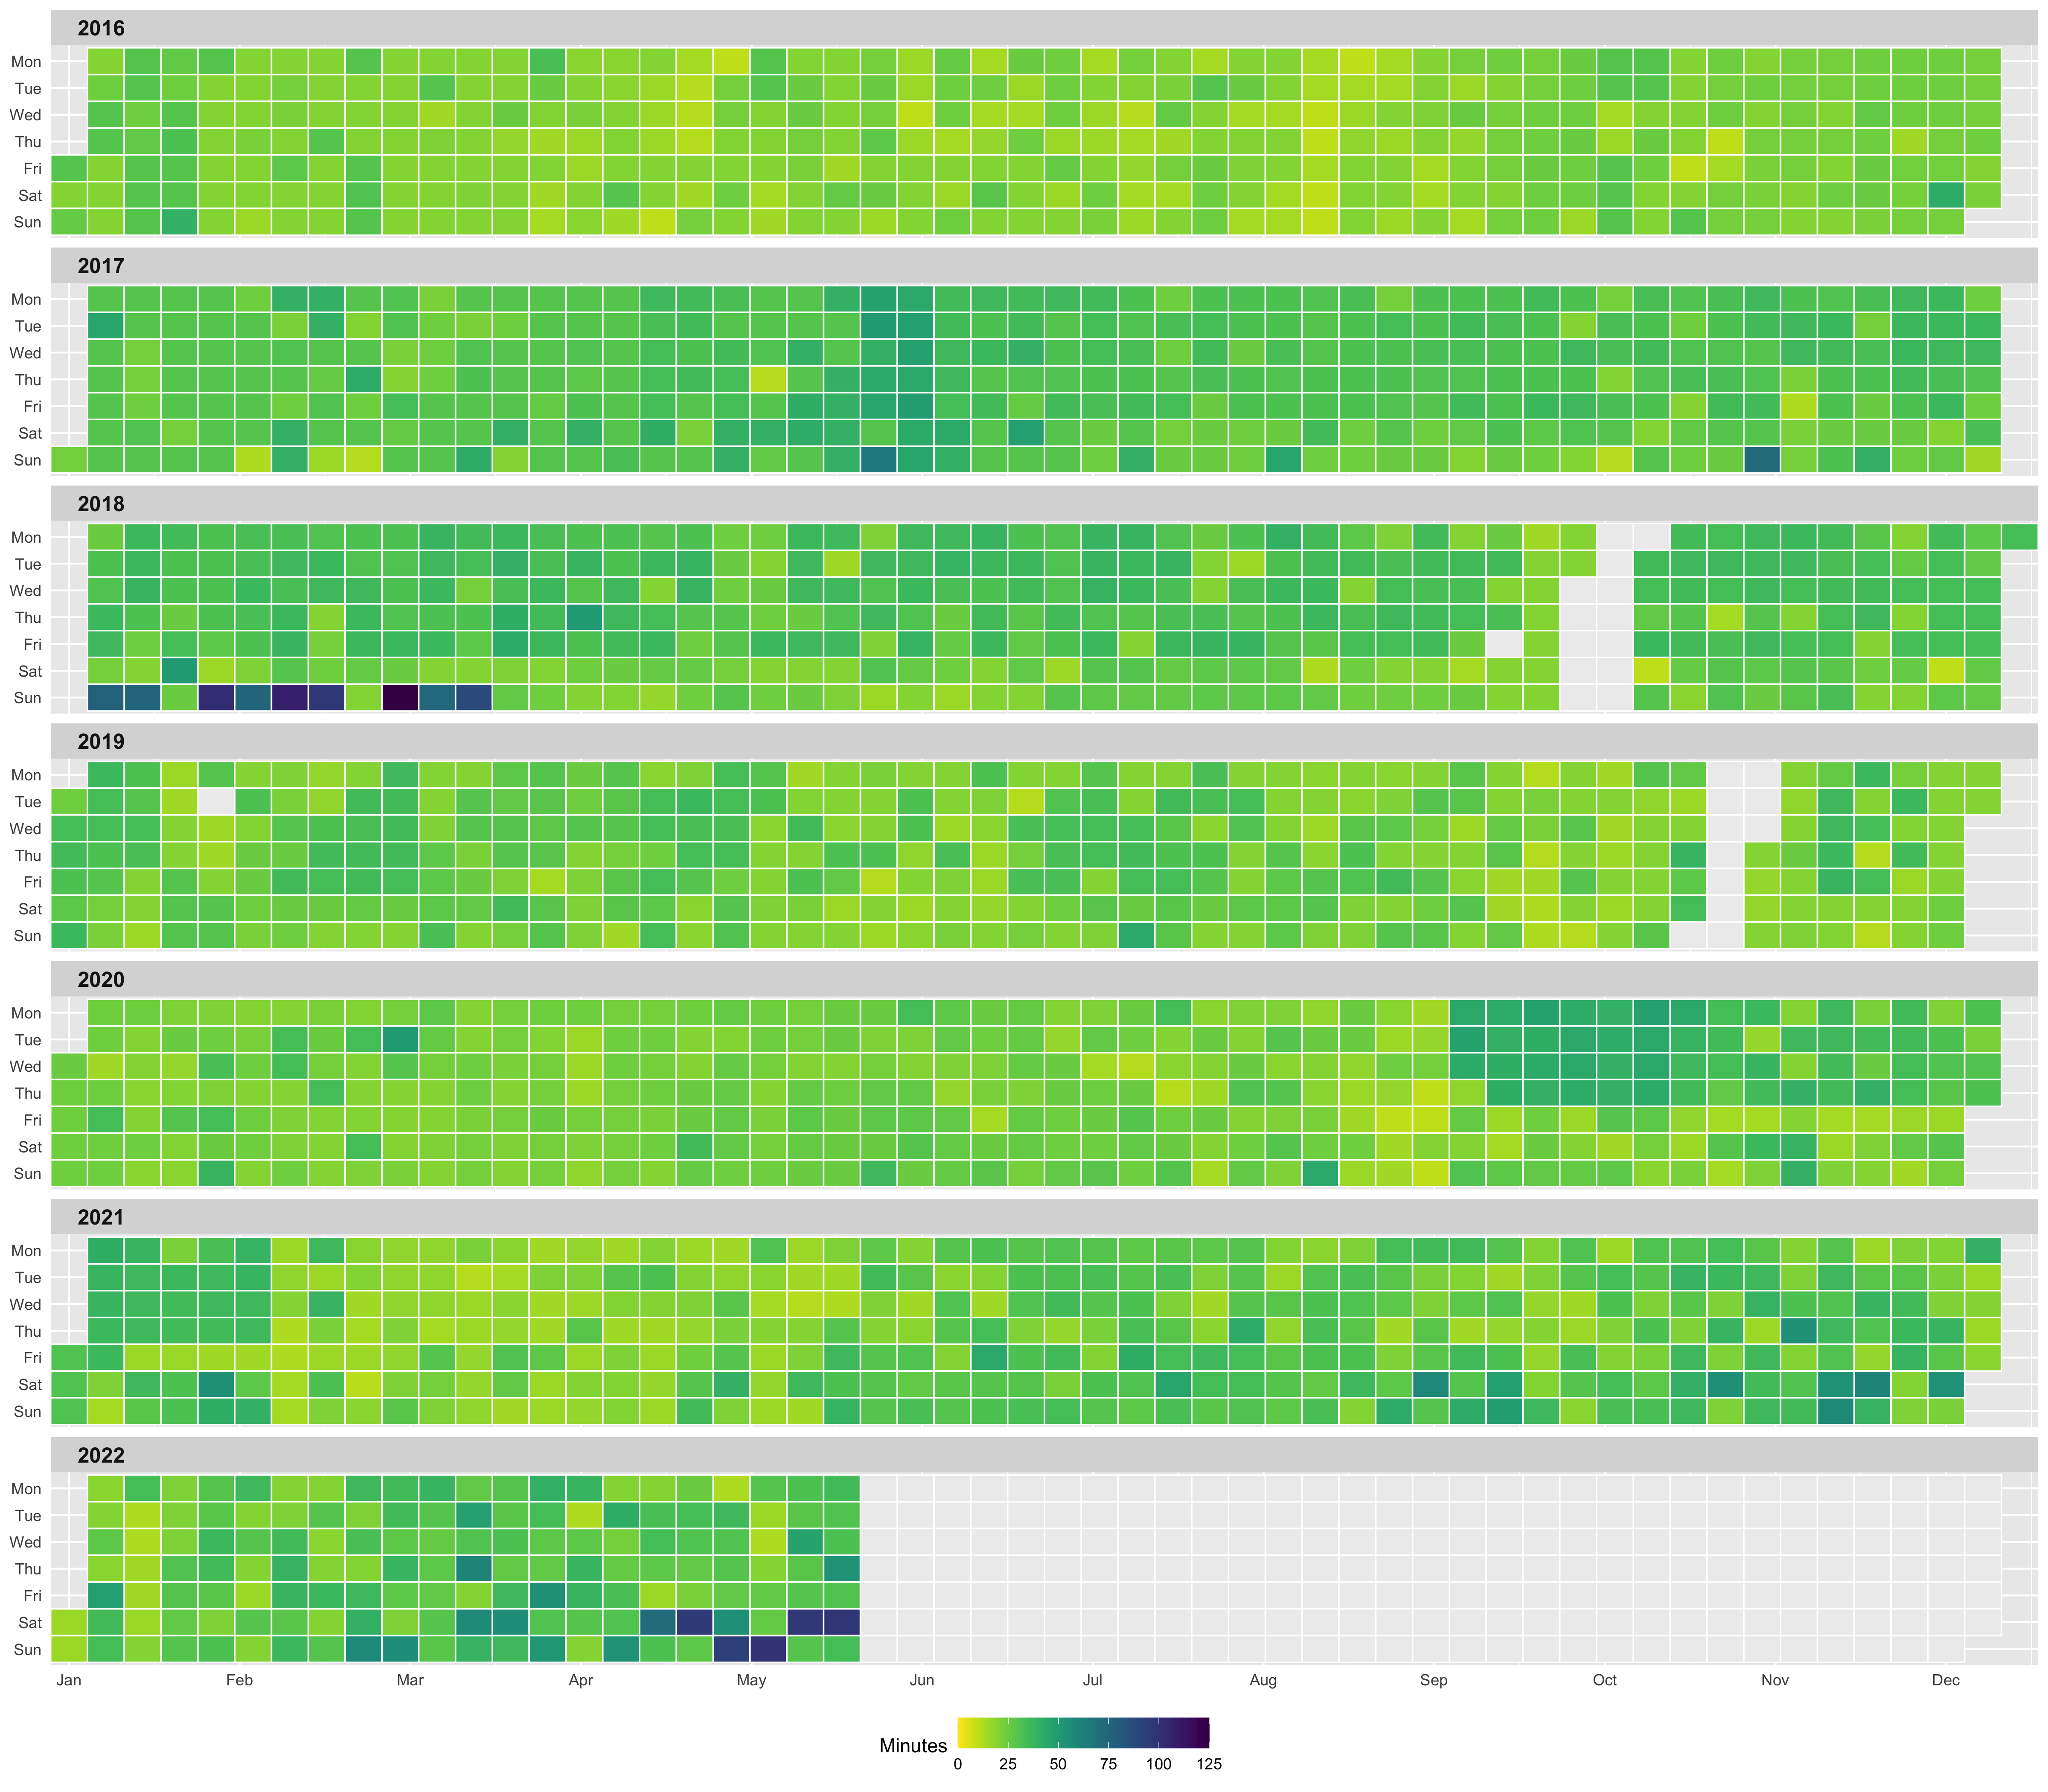 2016
Mon
Tue
Wed
Thu
Fri
Sat
Sun
2017
Mon
Tue
Wed
Thu
Fri
Sat
Sun
2018
Mon
Tue
Wed
Thu
Fri
Sat
Sun
2019
Mon
Tue
Wed
Thu
Fri
Sat
Sun
2020
Mon
Tue
Wed
Thu
Fri
Sat
Sun
2021
Mon
Tue
Wed
Thu
Fri
Sat
Sun
2022
Mon
Tue
Wed
Thu
Fri
Sat
Sun
Jan Feb Mar Apr May Jun Jul Aug Sep Oct Nov Dec
Minutes
0 25 50 75 100 125